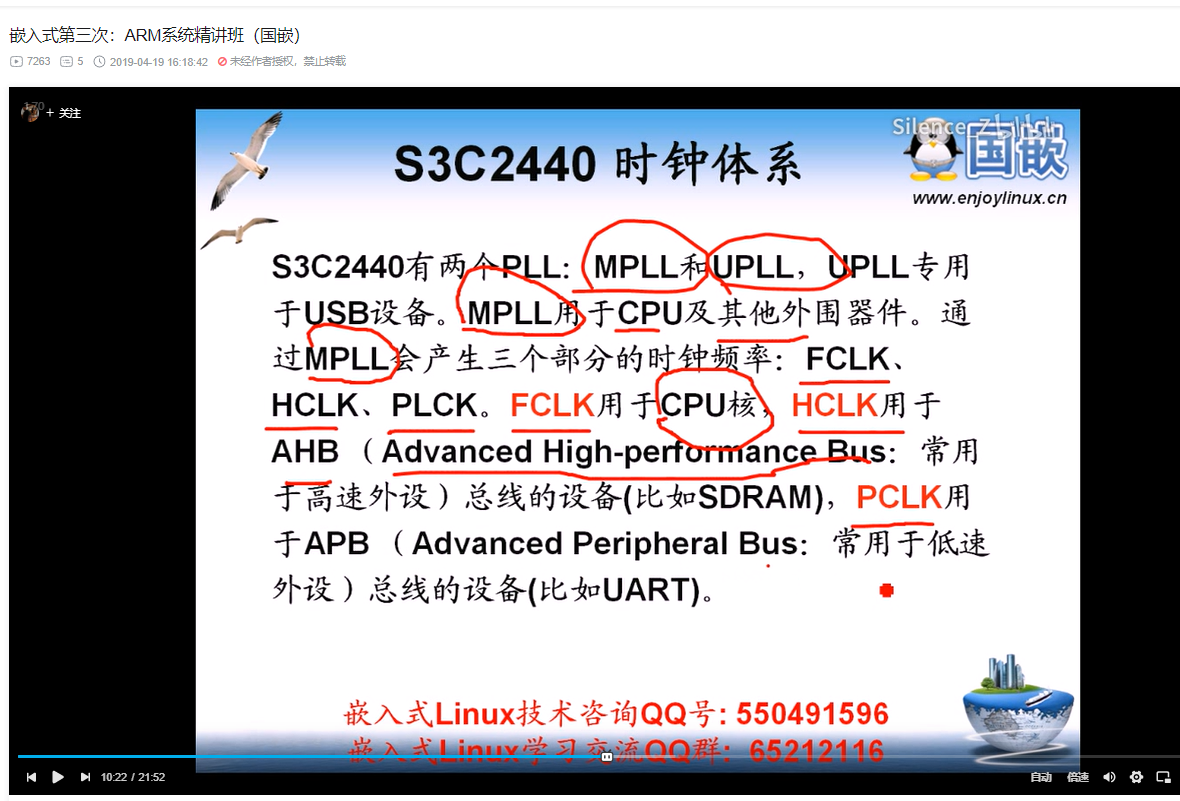 嵌入式第三次：ARM系统精讲班（国嵌）
7263 5 2019-04-19 16:18:42 未经作者授权，禁止转载
+ 关注
S3C2440 时钟体系
国嵌
www.enjoylinux.cn
S3C2440有两个PLL：MPLL和UPLL，UPLL专用
于USB设备。MPLL用于CPU及其他外围器件。通
过MPLL会产生三个部分的时钟频率：FCLK、
HCLK、PLCK。FCLK用于CPU核，HCLK用于
AHB（Advanced High-performance Bus：常用
于高速外设）总线的设备(比如SDRAM)，PCLK用
于APB（Advanced Peripheral Bus：常用于低速
外设）总线的设备(比如UART)。
嵌入式Linux技术咨询QQ号: 550491596
嵌入式Linux学习交流QQ群：65212116
10:22 / 21:52 自动 倍速